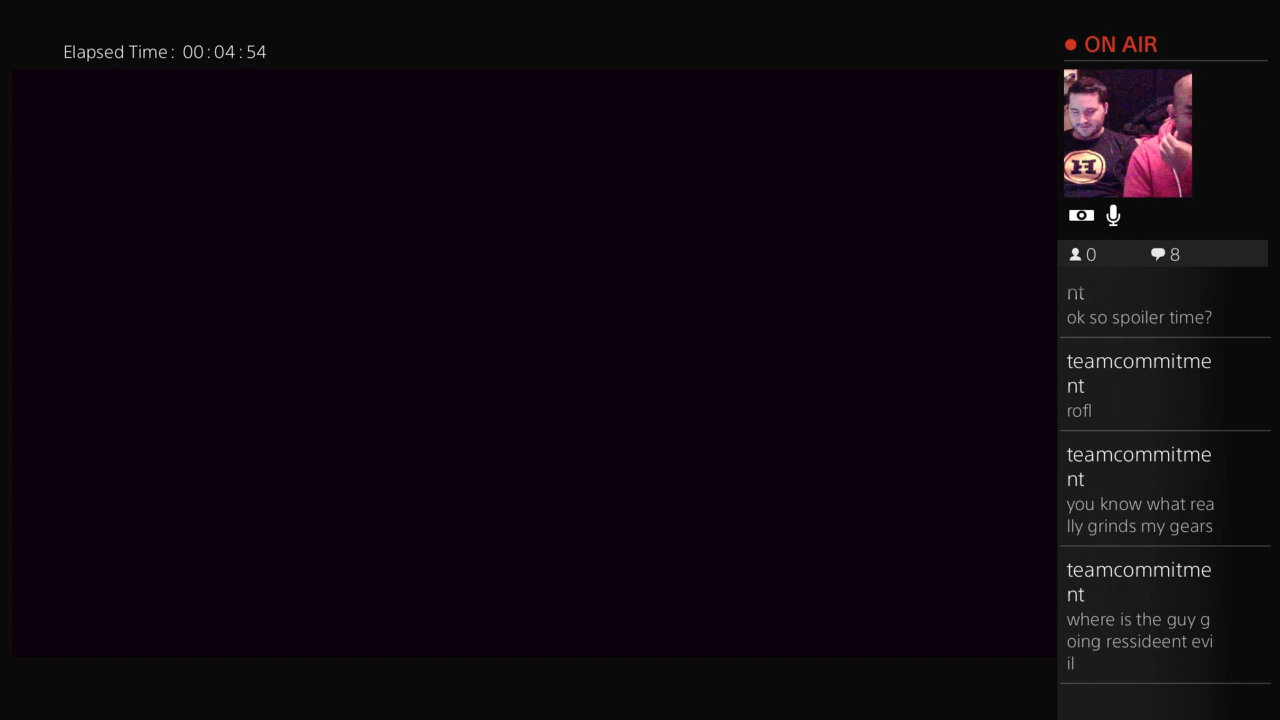 Elapsed Time: 00:04:54
ON AIR
H
0 8
nt
ok so spoiler time?
teamcommitme
nt
rofl
teamcommitme
nt
you know what rea
lly grinds my gears
teamcommitme
nt
where is the guy g
oing ressideent evi
il